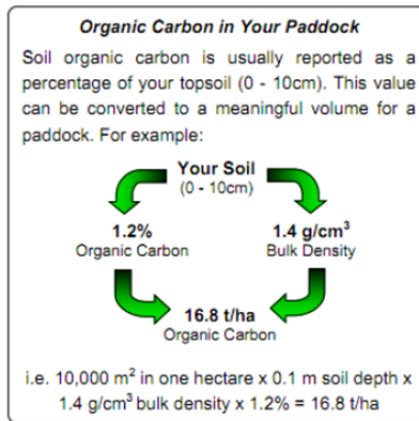 Organic Carbon in Your Paddock
Soil organic carbon is usually reported as a
percentage of your topsoil (0 - 10cm). This value
can be converted to a meaningful volume for a
paddock. For example:
Your Soil
(0 - 10cm)
1.2%
Organic Carbon
1.4 g/cm³
Bulk Density
16.8 t/ha
Organic Carbon
i.e. 10,000 m² in one hectare x 0.1 m soil depth x
1.4 g/cm³ bulk density x 1.2% = 16.8 t/ha